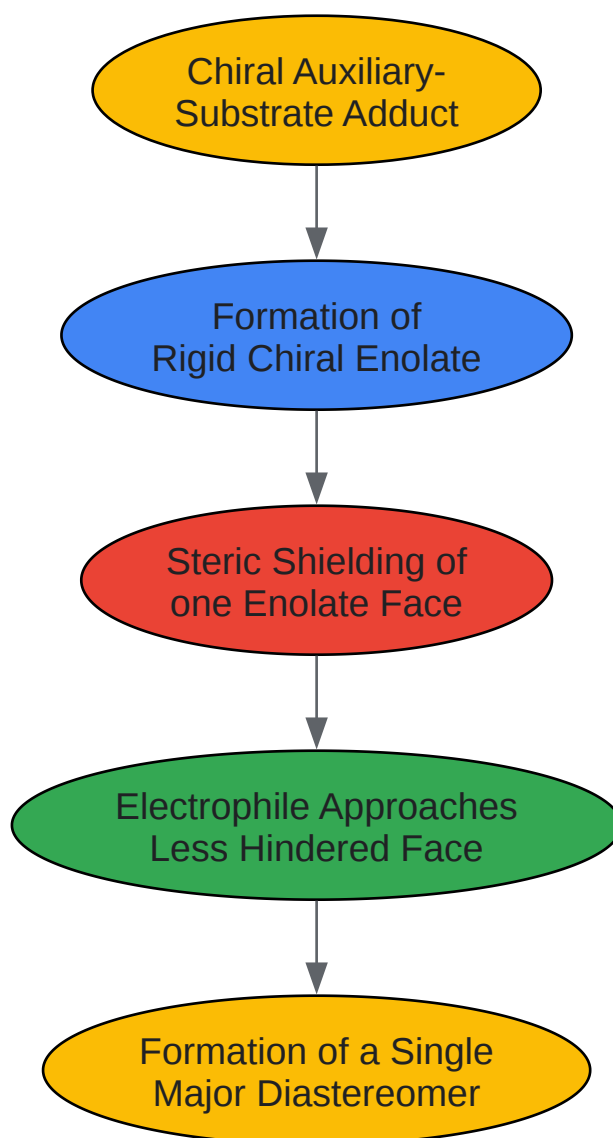 Chiral Auxiliary-
Substrate Adduct
Formation of
Rigid Chiral Enolate
Steric Shielding of
one Enolate Face
Electrophile Approaches
Less Hindered Face
Formation of a Single
Major Diastereomer